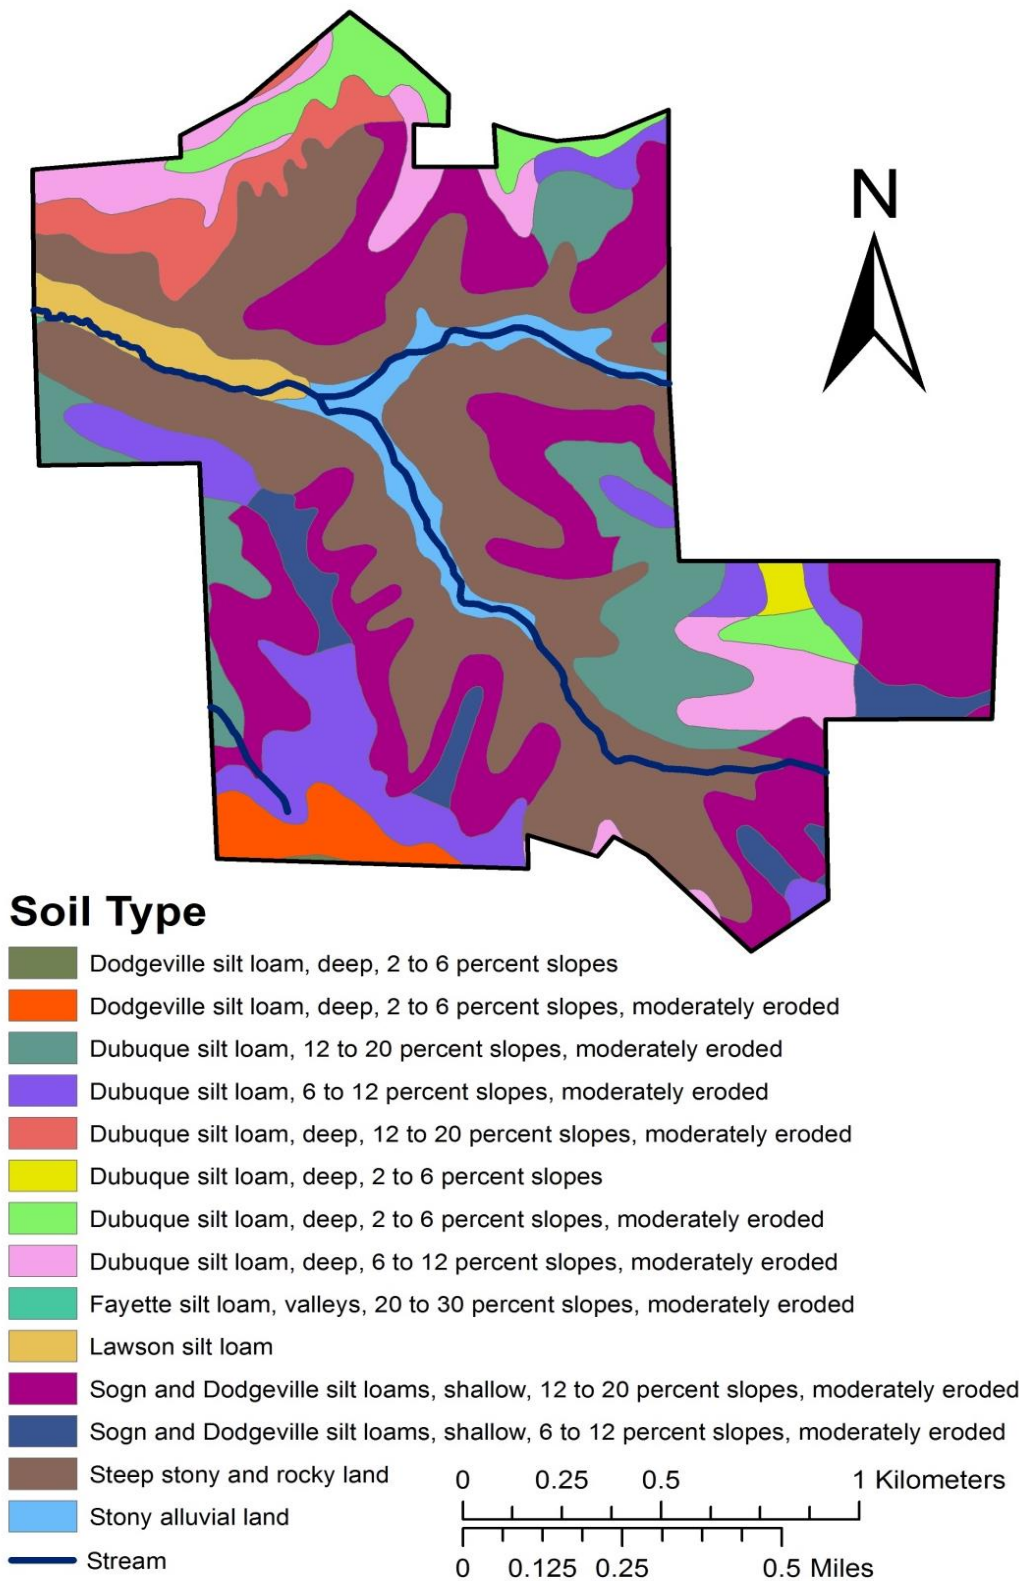 N
Soil Type
Dodgeville silt loam, deep, 2 to 6 percent slopes
Dodgeville silt loam, deep, 2 to 6 percent slopes, moderately eroded
Dubuque silt loam, 12 to 20 percent slopes, moderately eroded
Dubuque silt loam, 6 to 12 percent slopes, moderately eroded
Dubuque silt loam, deep, 12 to 20 percent slopes, moderately eroded
Dubuque silt loam, deep, 2 to 6 percent slopes
Dubuque silt loam, deep, 2 to 6 percent slopes, moderately eroded
Dubuque silt loam, deep, 6 to 12 percent slopes, moderately eroded
Fayette silt loam, valleys, 20 to 30 percent slopes, moderately eroded
Lawson silt loam
Sogn and Dodgeville silt loams, shallow, 12 to 20 percent slopes, moderately eroded
Sogn and Dodgeville silt loams, shallow, 6 to 12 percent slopes, moderately eroded
Steep stony and rocky land
Stony alluvial land
Stream
0 0.25 0.5 1 Kilometers
0 0.125 0.25 0.5 Miles